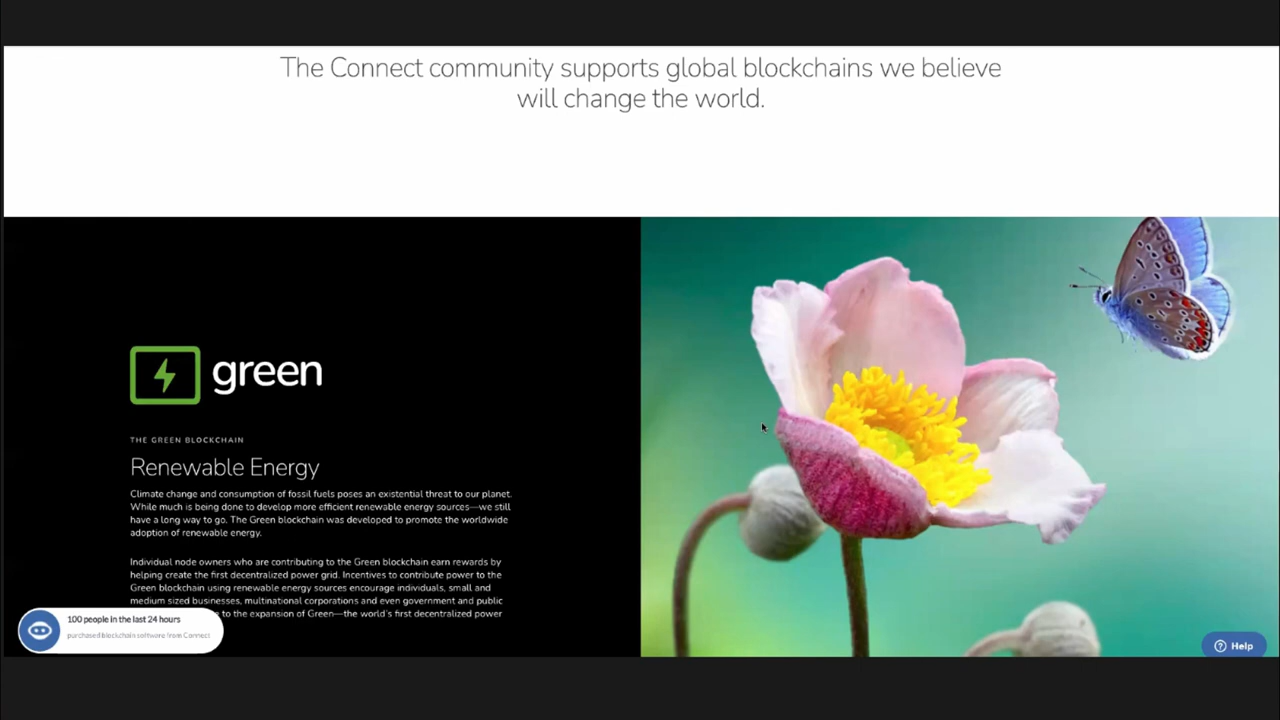 The Connect community supports global blockchains we believe
will change the world.
green
THE GREEN BLOCKCHAIN
Renewable Energy
Climate change and consumption of fossil fuels poses an existential threat to our planet.
While much is being done to develop more efficient renewable energy sources—we still
have a long way to go. The Green blockchain was developed to promote the worldwide
adoption of renewable energy.
Individual node owners who are contributing to the Green blockchain earn rewards by
helping create the first decentralized power grid. Incentives to contribute power to the
Green blockchain using renewable energy sources encourage individuals, small and
medium sized businesses, multinational corporations and even government and public
to the expansion of Green—the world's first decentralized power
100 people in the last 24 hours
purchased blockchain software from Connect
Help